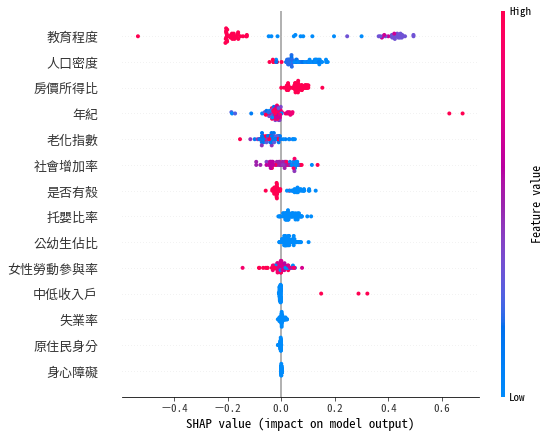 High
教育程度
人口密度
房價所得比
年紀
老化指數
社會增加率
是否有殼
托嬰比率
公幼生佔比
女性勞動參與率
中低收入戶
失業率
原住民身分
身心障礙
Feature value
Low
−0.4 −0.2 0.0 0.2 0.4 0.6
SHAP value (impact on model output)